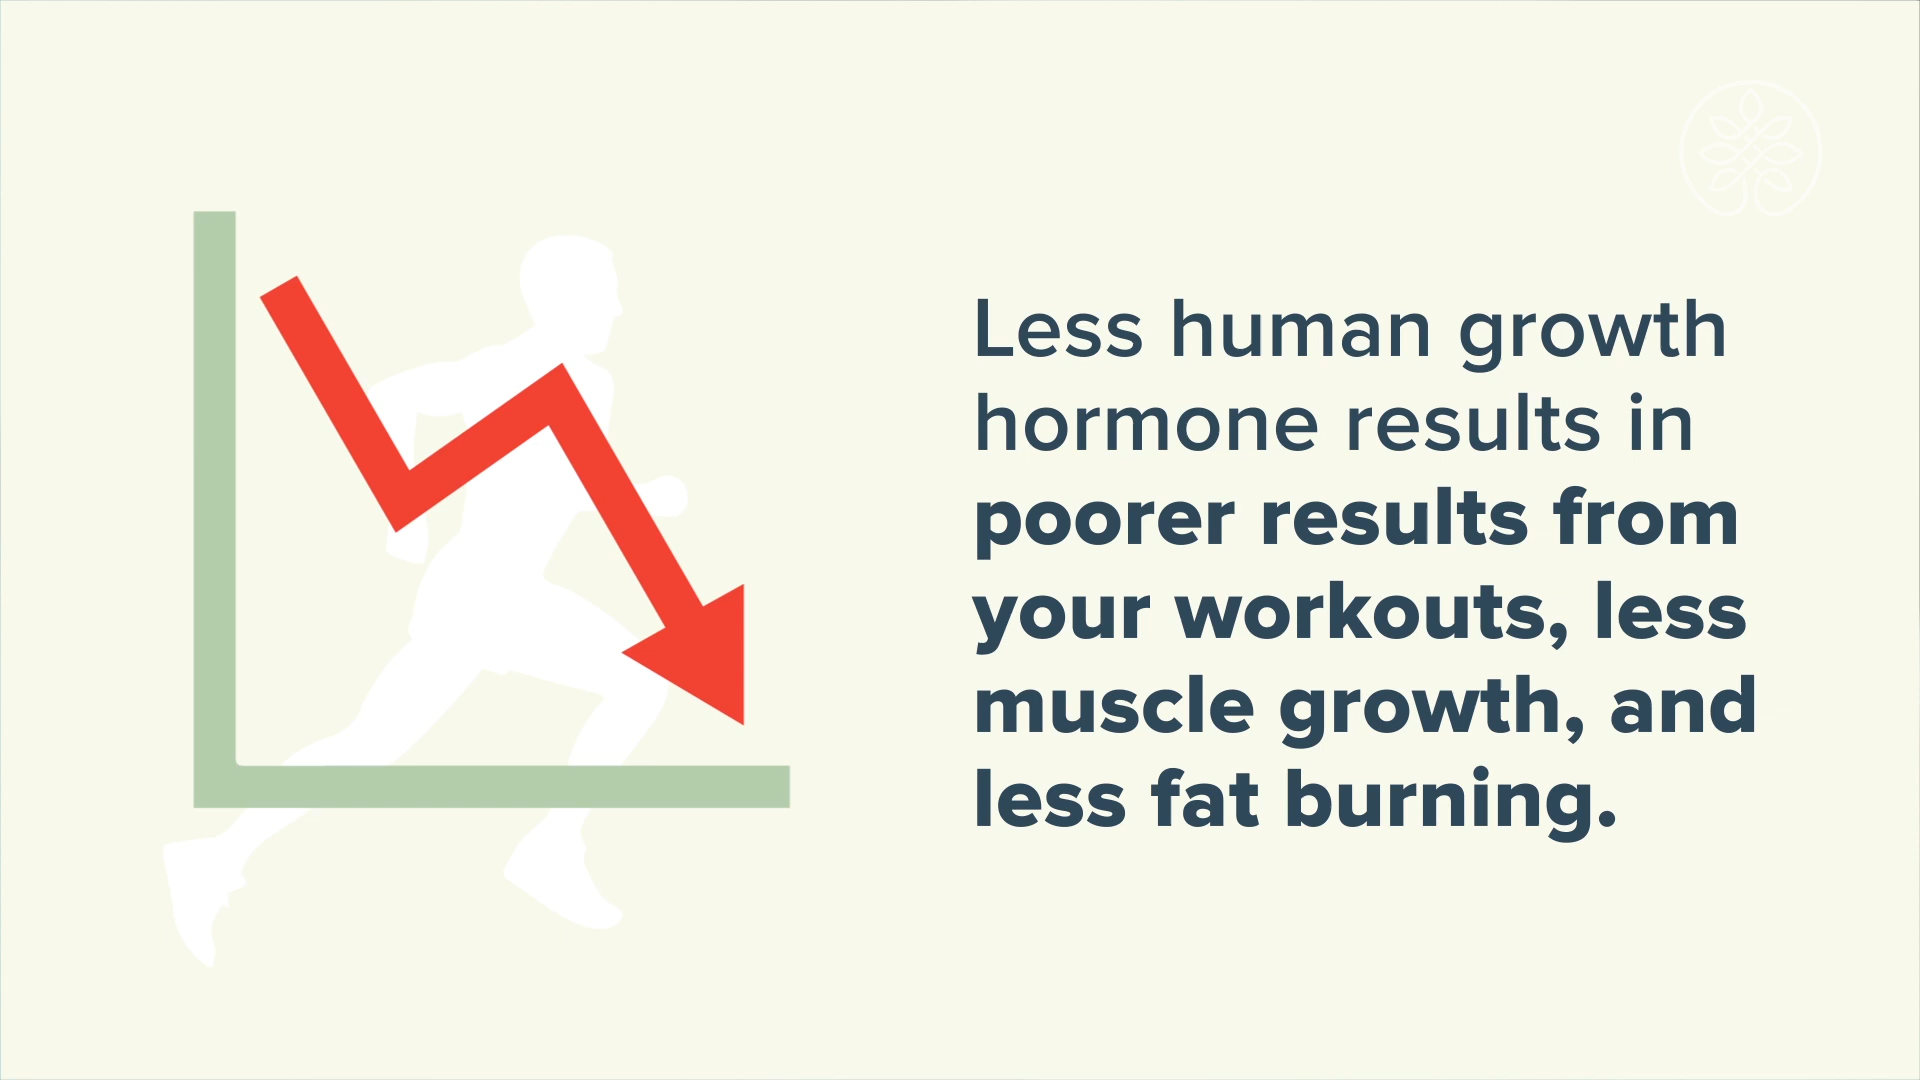 Less human growth
hormone results in
poorer results from
your workouts, less
muscle growth, and
less fat burning.